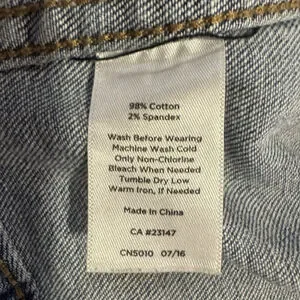 98% Cotton
2% Spandex
Wash Before Wearing
Machine Wash Cold
Only Non-Chlorine
Bleach When Needed
Tumble Dry Low
Warm Iron, If Needed
Made In China
CA #23147
CN5010 07/16